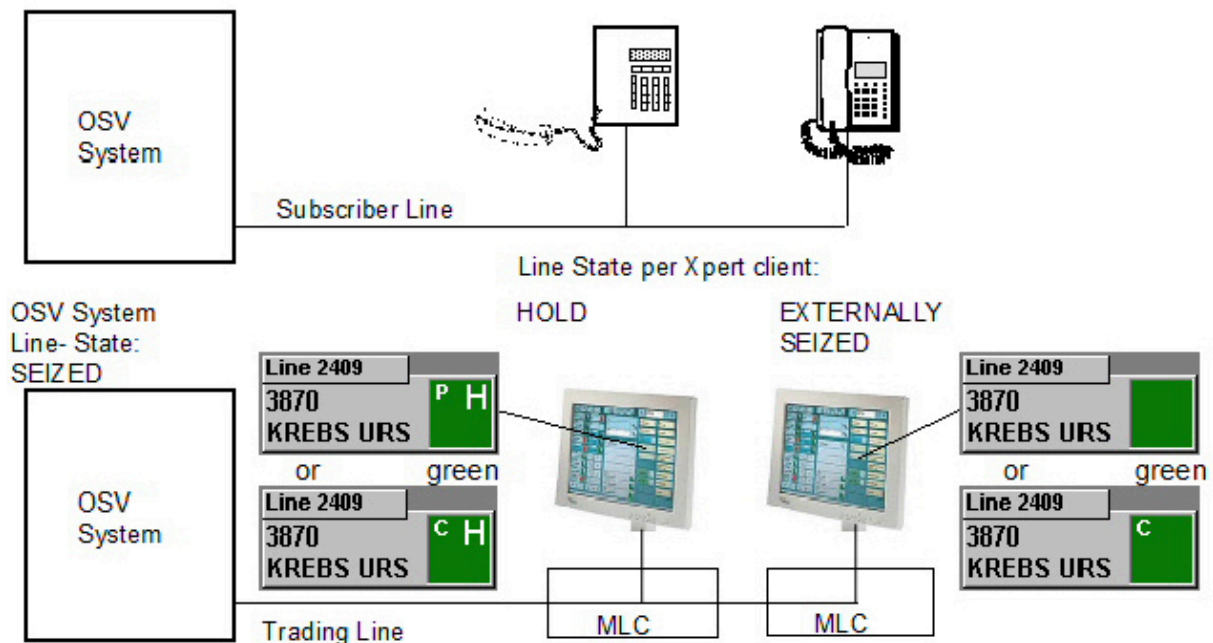 OSV
System
Subscriber Line
Line State per Xpert client:
OSV System
Line- State:
SEIZED
HOLD
EXTERNALLY
SEIZED
Line 2409
3870
KREBS URS
P H
or green
Line 2409
3870
KREBS URS
C H
Line 2409
3870
KREBS URS
or green
Line 2409
3870
KREBS URS
C
OSV
System
Trading Line
MLC
MLC